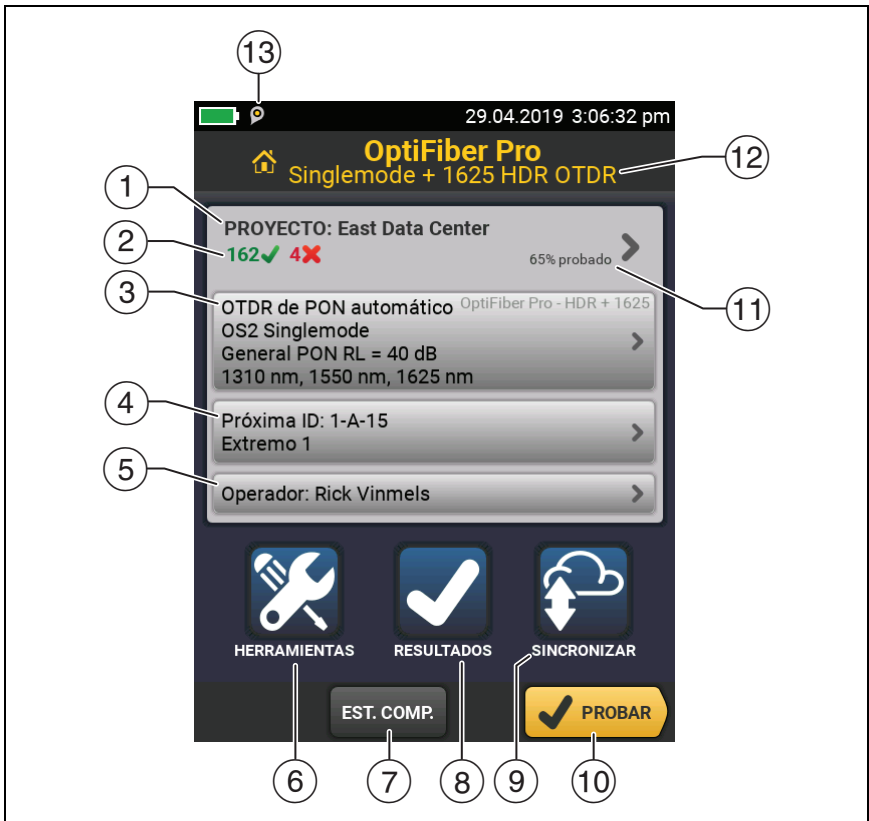 13
29.04.2019 3:06:32 pm
OptiFiber Pro
Singlemode + 1625 HDR OTDR
12
1
PROYECTO: East Data Center
2
162 4
65% probado
11
3
OTDR de PON automático OptiFiber Pro - HDR + 1625
OS2 Singlemode
General PON RL = 40 dB
1310 nm, 1550 nm, 1625 nm
4
Próxima ID: 1-A-15
Extremo 1
5
Operador: Rick Vinmels
HERRAMIENTAS RESULTADOS SINCRONIZAR
EST. COMP. PROBAR
6 7 8 9 10